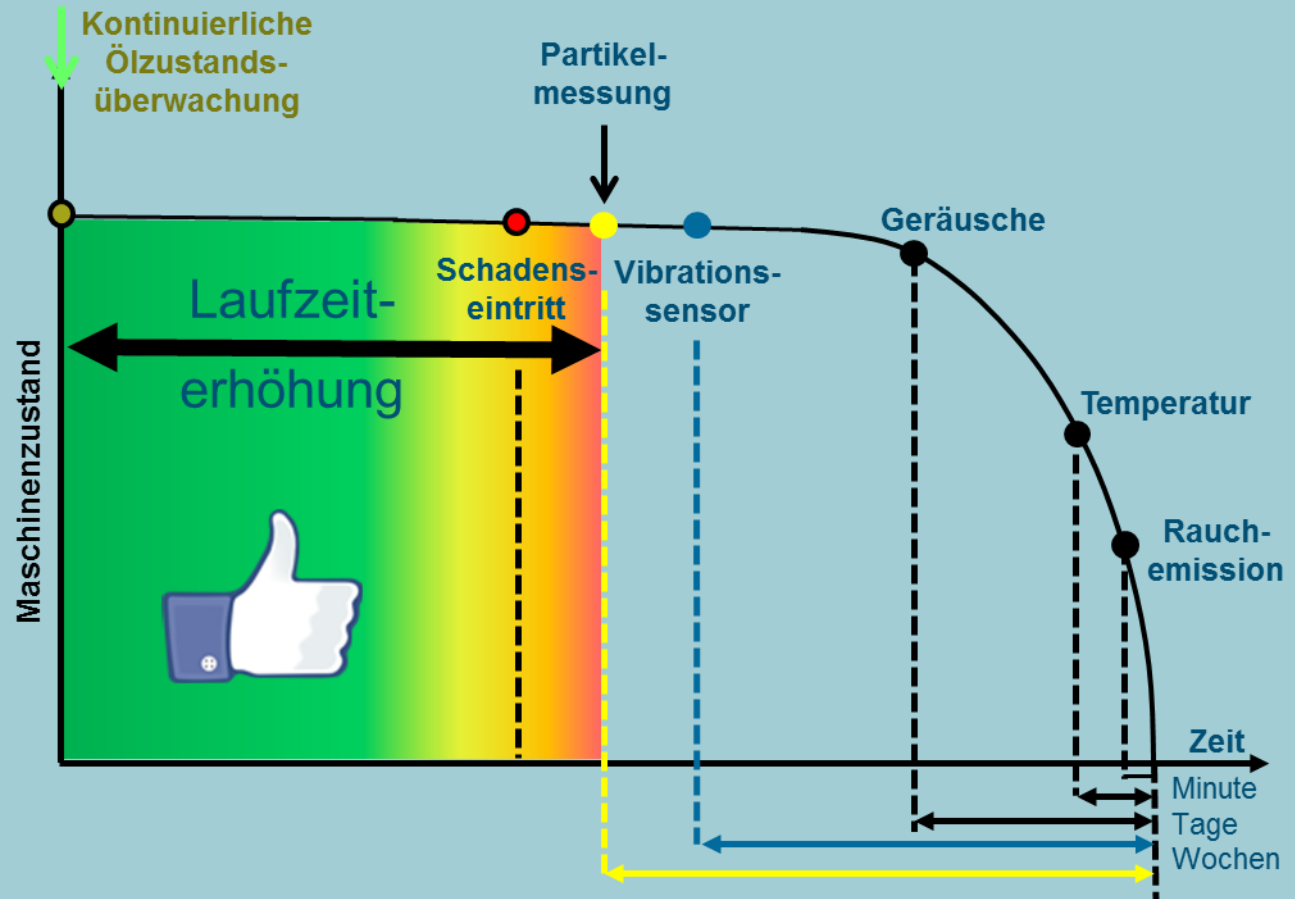 Kontinuierliche
Ölzustands-
überwachung
Partikel-
messung
Geräusche
Schadens-
eintritt
Vibrations-
sensor
Laufzeit-
erhöhung
Maschinenzustand
Temperatur
Rauch-
emission
Zeit
Minute
Tage
Wochen